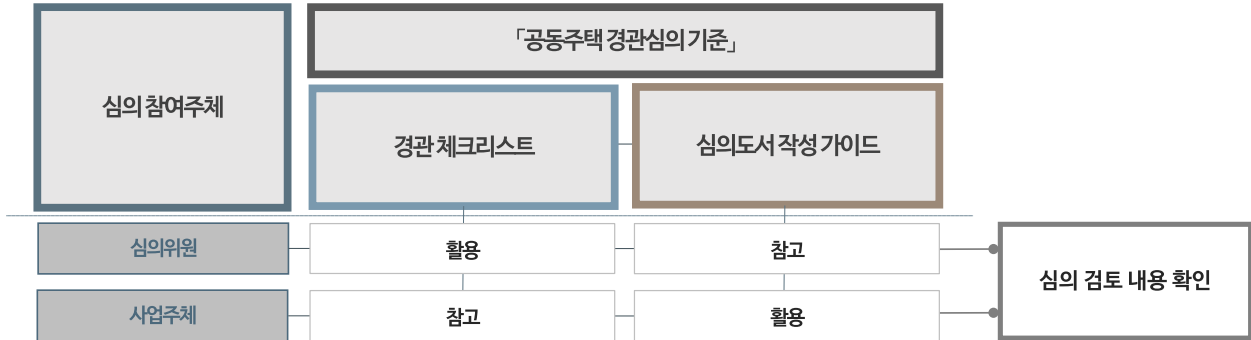 심의 참여주체
「공동주택 경관심의 기준」
경관 체크리스트
심의도서 작성 가이드
심의위원
활용
참고
사업주체
참고
활용
심의 검토 내용 확인